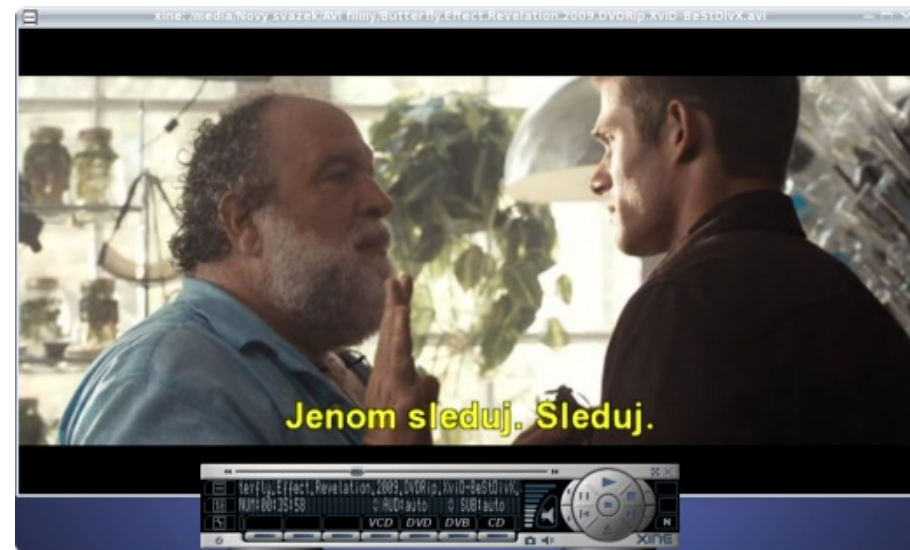 xine: /media/Novy svazek/AVI filmy/Butterfly.Effect.Revelation.2009.DVDRip.XviD-BeStDivX.avi
Jenom sleduj. Sleduj.
terfly.Effect.Revelation.2009.DVDRip.XviD-BeStDivX.
NUM:00:35:58 AUD:auto SUB:auto
VCD DVD DVB CD
N
XINE